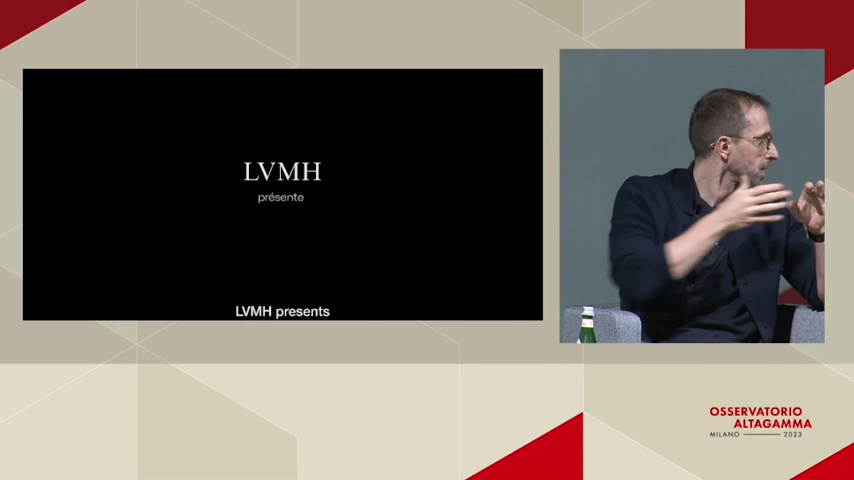 LVMH
présente
LVMH presents
OSSERVATORIO
ALTAGAMMA
MILANO 2023